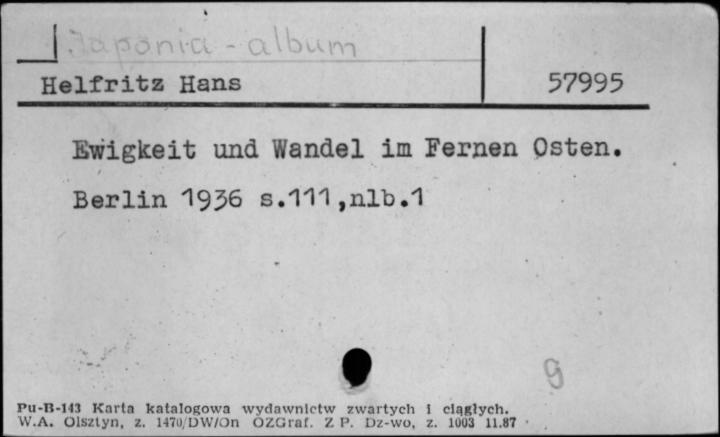 Japonia - album
Helfritz Hans 57995
Ewigkeit und Wandel im Fernen Osten.
Berlin 1936 s.111,nlb.1
9
Pu-B-143 Karta katalogowa wydawnictw zwartych i ciągłych.
W.A. Olsztyn, z. 1470/DW/On OZGraf. Z P. Dz-wo, z. 1003 11.87